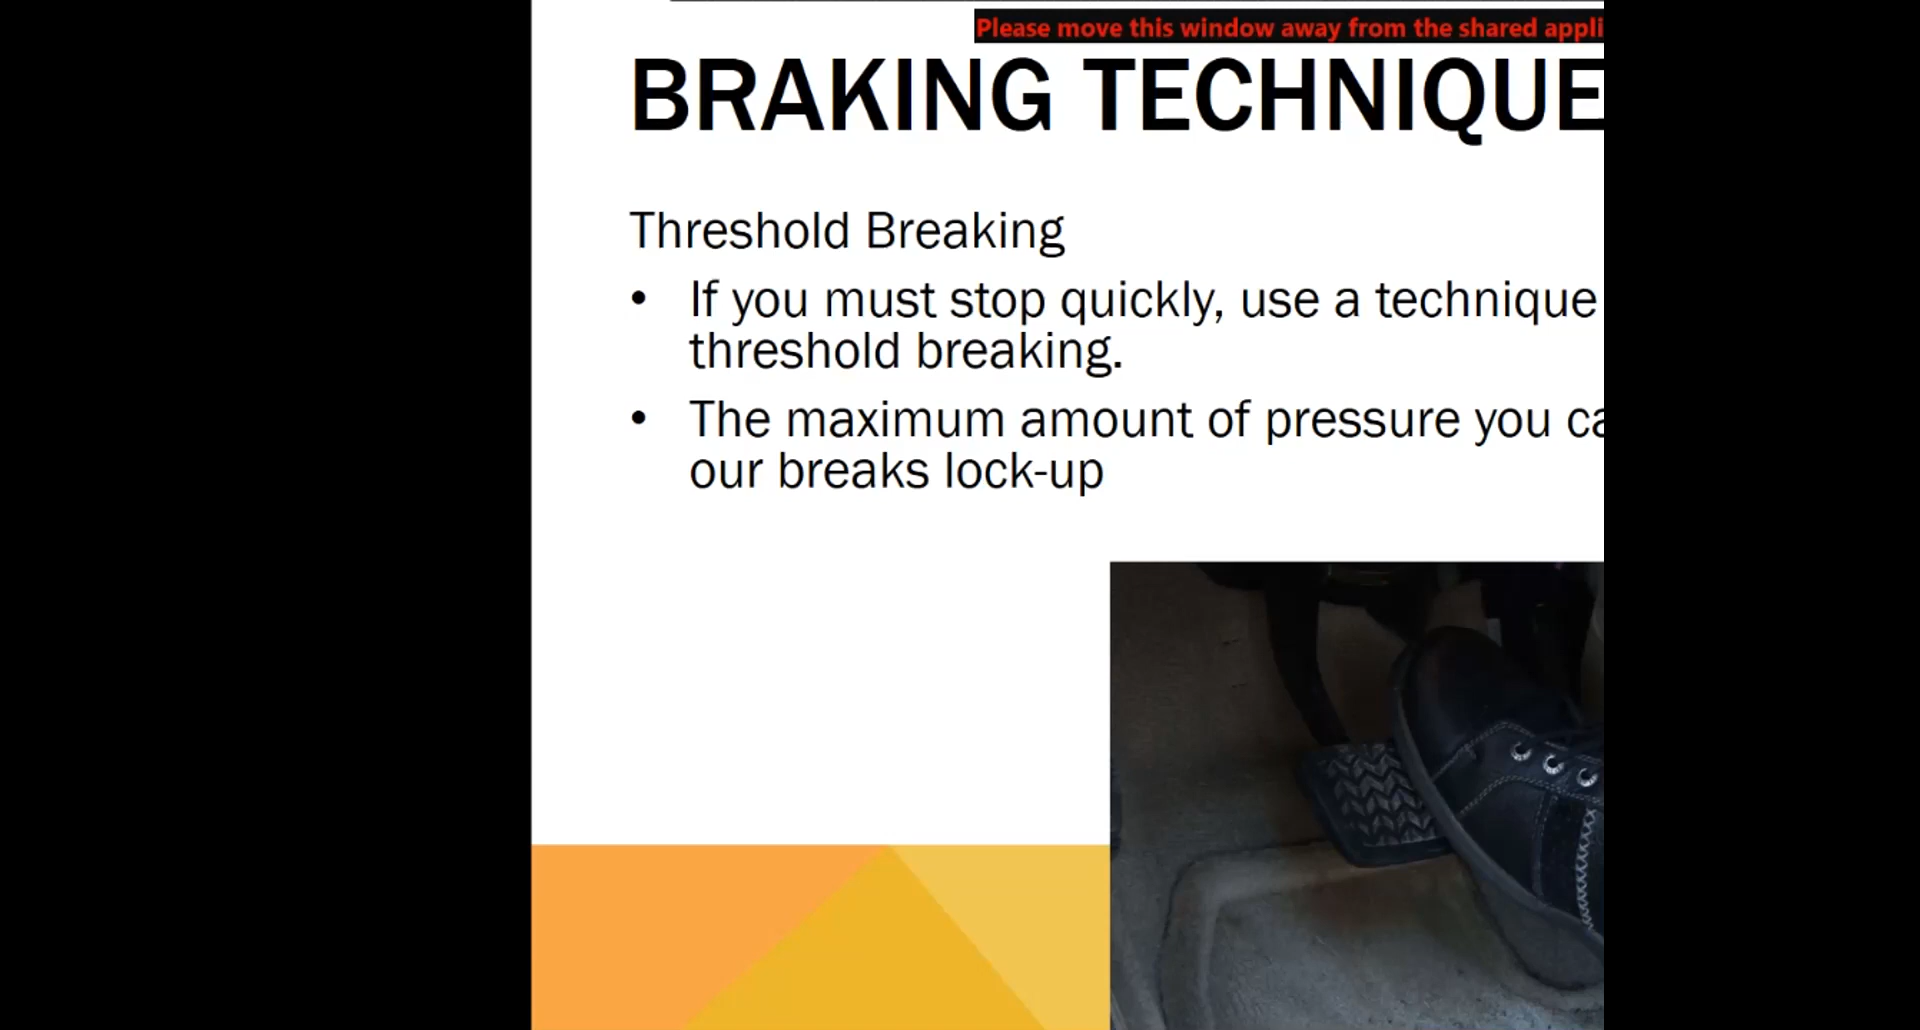 Please move this window away from the shared appli
BRAKING TECHNIQUE
Threshold Breaking
• If you must stop quickly, use a technique
threshold breaking.
• The maximum amount of pressure you ca
our breaks lock-up